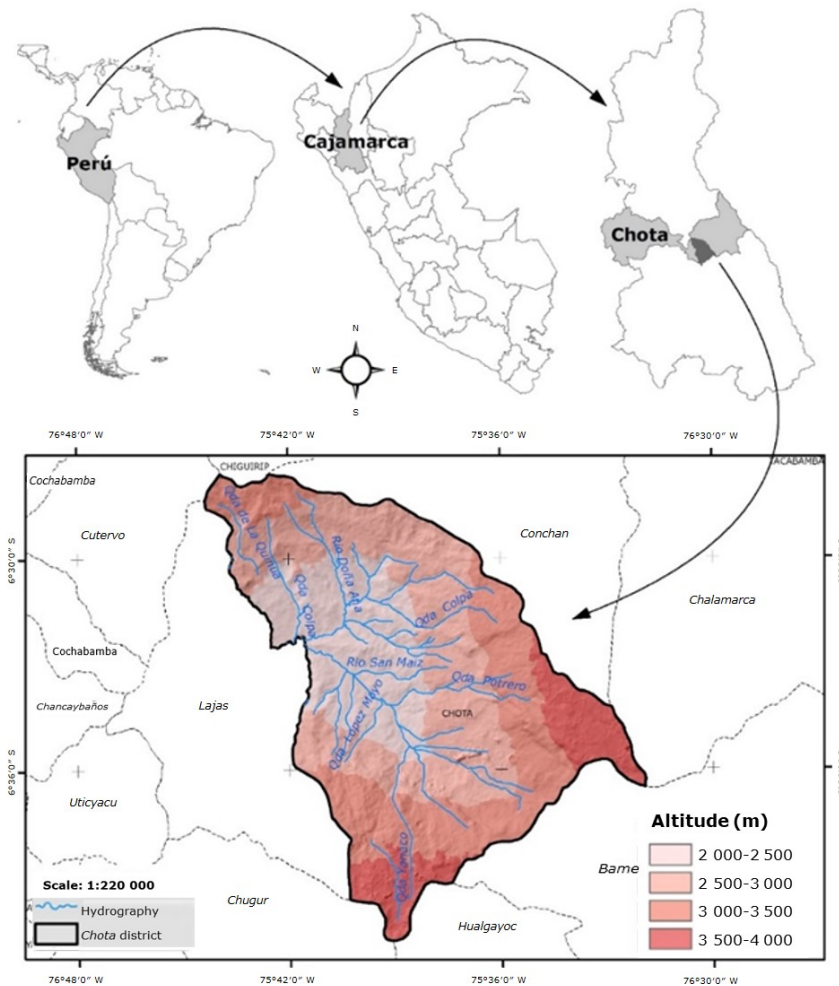 Perú
Cajamarca
Chota
N
W E
S
76°48'0" W 75°42'0" W 75°36'0" W 76°30'0" W
CHIGUIRIP
ACABAMBA
Cochabamba
Cutervo
Conchan
6°30'0" S
Chalamarca
Qda de La Quinua
Río Doña Ana
Qda Colpa
Qda Colpa
Cochabamba
Río San Maiz
Qda Potrero
Chancaybaños
Lajas
Qda López Mayo
CHOTA
6°36'0" S
Uticyacu
Altitude (m)
2 000-2 500
2 500-3 000
3 000-3 500
3 500-4 000
Bame
Chugur
Hualgayoc
Scale: 1:220 000
Hydrography
Chota district
76°48'0" W 75°42'0" W 75°36'0" W 76°30'0" W